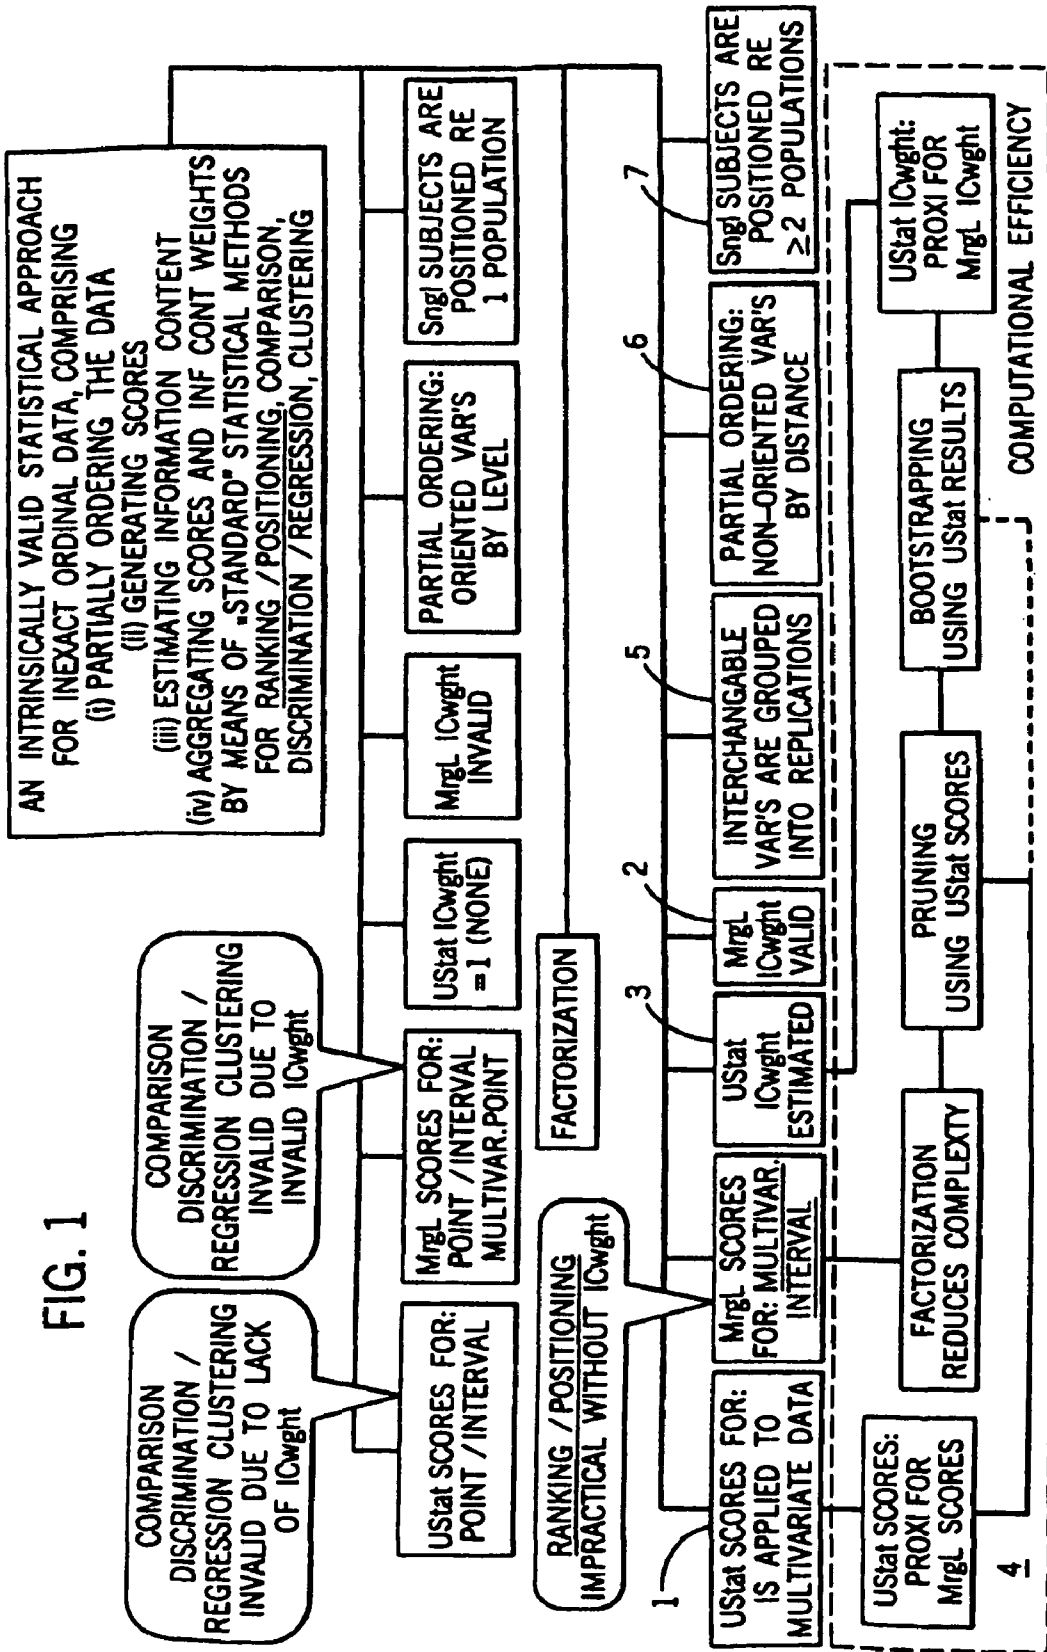 FIG. 1
AN INTRINSICALLY VALID STATISTICAL APPROACH
FOR INEXACT ORDINAL DATA, COMPRISING
(i) PARTIALLY ORDERING THE DATA
(ii) GENERATING SCORES
(iii) ESTIMATING INFORMATION CONTENT
(iv) AGGREGATING SCORES AND INF CONT WEIGHTS
BY MEANS OF „STANDARD" STATISTICAL METHODS
FOR RANKING/POSITIONING, COMPARISON,
DISCRIMINATION /REGRESSION, CLUSTERING
COMPARISON
DISCRIMINATION /
REGRESSION CLUSTERING
INVALID DUE TO LACK
OF ICwght
COMPARISON
DISCRIMINATION /
REGRESSION CLUSTERING
INVALID DUE TO
INVALID ICwght
UStat SCORES FOR:
POINT/INTERVAL
MrgL SCORES FOR:
POINT/INTERVAL
MULTIVAR.POINT
UStat ICwght
=1 (NONE)
MrgL ICwght
INVALID
PARTIAL ORDERING:
ORIENTED VAR'S
BY LEVEL
Sngl SUBJECTS ARE
POSITIONED RE
1 POPULATION
FACTORIZATION
RANKING /POSITIONING
IMPRACTICAL WITHOUT ICwght
1
UStat SCORES FOR:
IS APPLIED TO
MULTIVARIATE DATA
MrgL SCORES
FOR: MULTIVAR.
INTERVAL
3
UStat
ICwght
ESTIMATED
2
MrgL
ICwght
VALID
5
INTERCHANGABLE
VAR'S ARE GROUPED
INTO REPLICATIONS
6
PARTIAL ORDERING:
NON-ORIENTED VAR'S
BY DISTANCE
7
Sngl SUBJECTS ARE
POSITIONED RE
≥2 POPULATIONS
UStat SCORES:
PROXI FOR
MrgL SCORES
FACTORIZATION
REDUCES COMPLEXTY
PRUNING
USING UStat SCORES
BOOTSTRAPPING
USING UStat RESULTS
UStat ICwght:
PROXI FOR
MrgL ICwght
4
COMPUTATIONAL EFFICIENCY